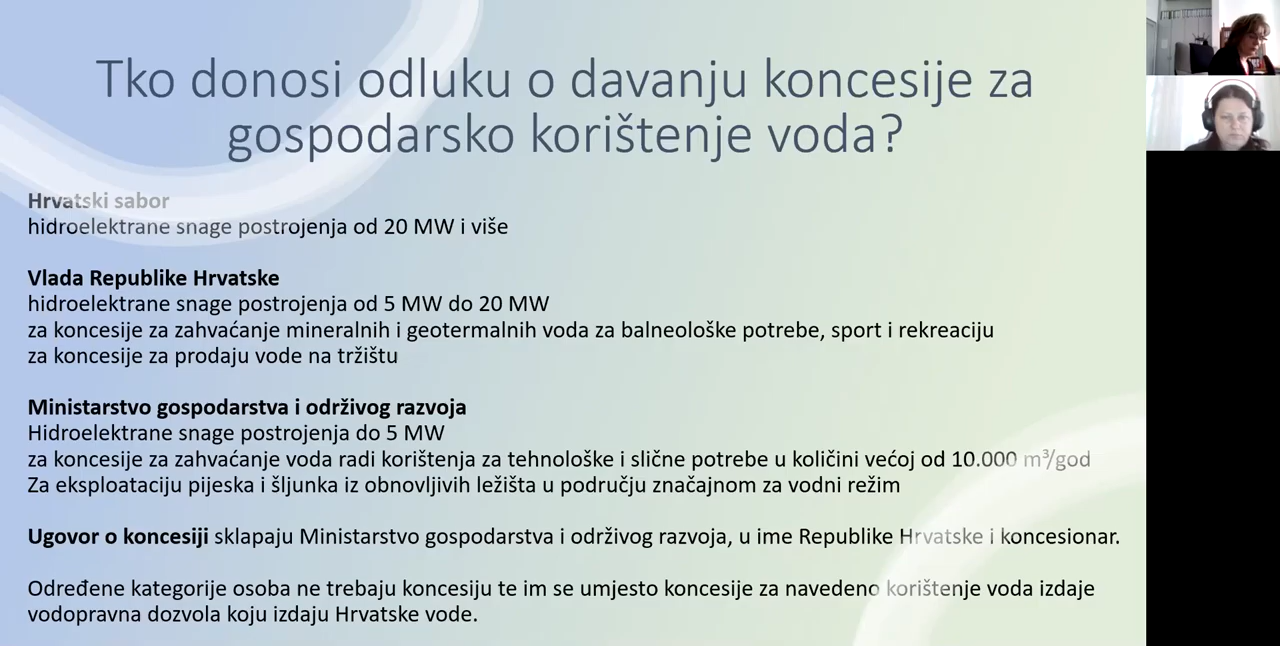 Tko donosi odluku o davanju koncesije za
gospodarsko korištenje voda?
Hrvatski sabor
hidroelektrane snage postrojenja od 20 MW i više
Vlada Republike Hrvatske
hidroelektrane snage postrojenja od 5 MW do 20 MW
za koncesije za zahvaćanje mineralnih i geotermalnih voda za balneološke potrebe, sport i rekreaciju
za koncesije za prodaju vode na tržištu
Ministarstvo gospodarstva i održivog razvoja
Hidroelektrane snage postrojenja do 5 MW
za koncesije za zahvaćanje voda radi korištenja za tehnološke i slične potrebe u količini većoj od 10.000 m³/god
Za eksploataciju pijeska i šljunka iz obnovljivih ležišta u području značajnom za vodni režim
Ugovor o koncesiji sklapaju Ministarstvo gospodarstva i održivog razvoja, u ime Republike Hrvatske i koncesionar.
Određene kategorije osoba ne trebaju koncesiju te im se umjesto koncesije za navedeno korištenje voda izdaje
vodopravna dozvola koju izdaju Hrvatske vode.